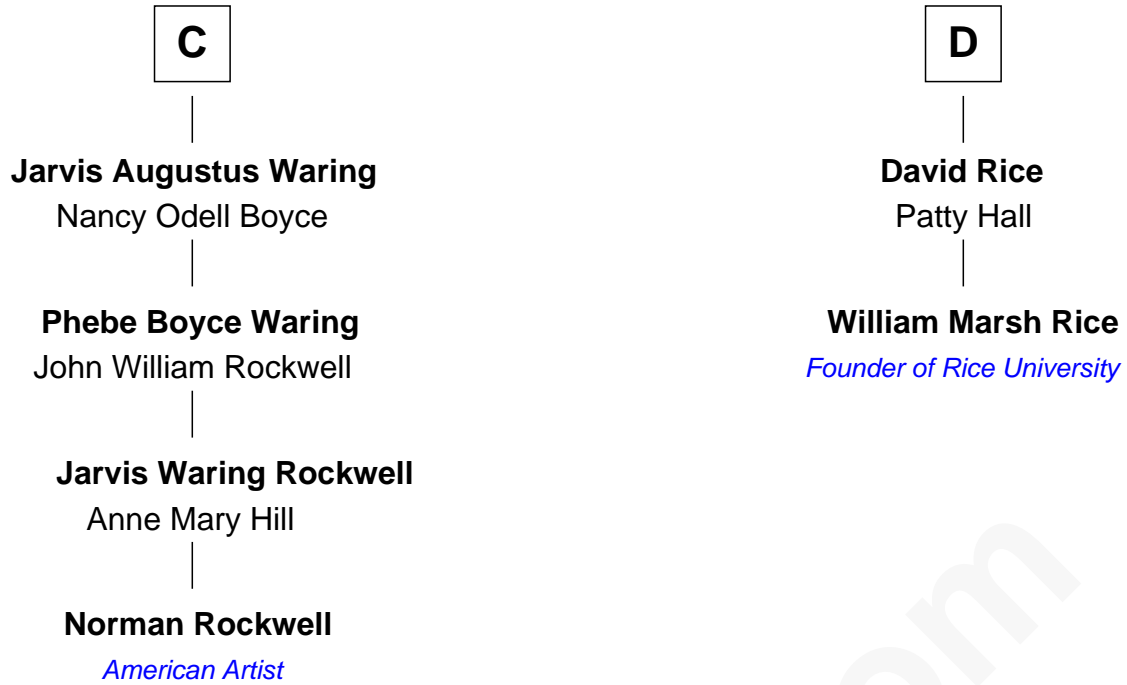 C
Jarvis Augustus Waring
Nancy Odell Boyce
Phebe Boyce Waring
John William Rockwell
Jarvis Waring Rockwell
Anne Mary Hill
Norman Rockwell
American Artist
D
David Rice
Patty Hall
William Marsh Rice
Founder of Rice University
om